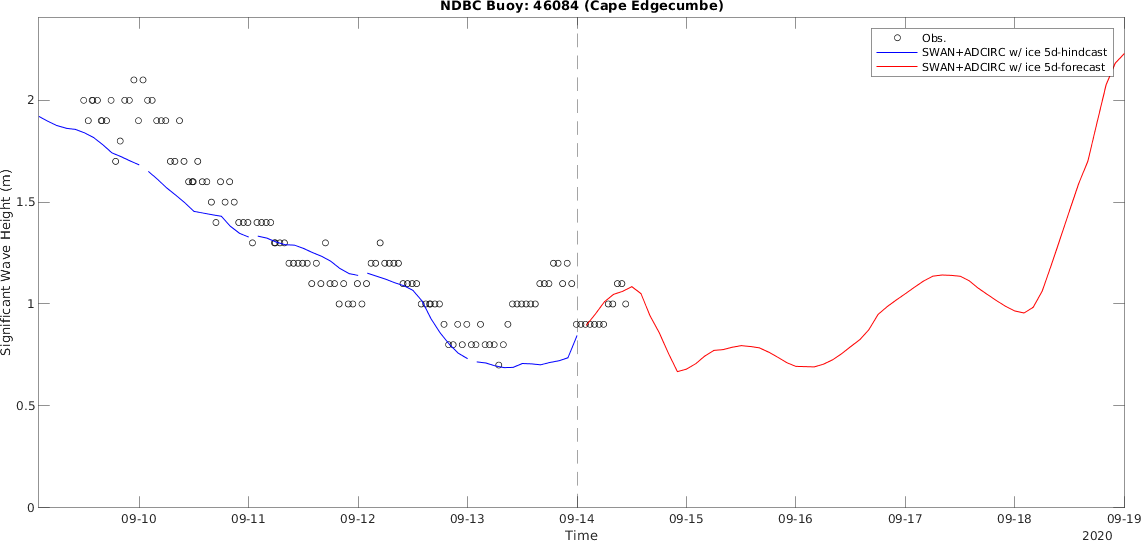 NDBC Buoy: 46084 (Cape Edgecumbe)
Obs.
SWAN+ADCIRC w/ ice 5d-hindcast
SWAN+ADCIRC w/ ice 5d-forecast
Significant Wave Height (m)
2
1.5
1
0.5
0
09-10 09-11 09-12 09-13 09-14 09-15 09-16 09-17 09-18 09-19
Time
2020